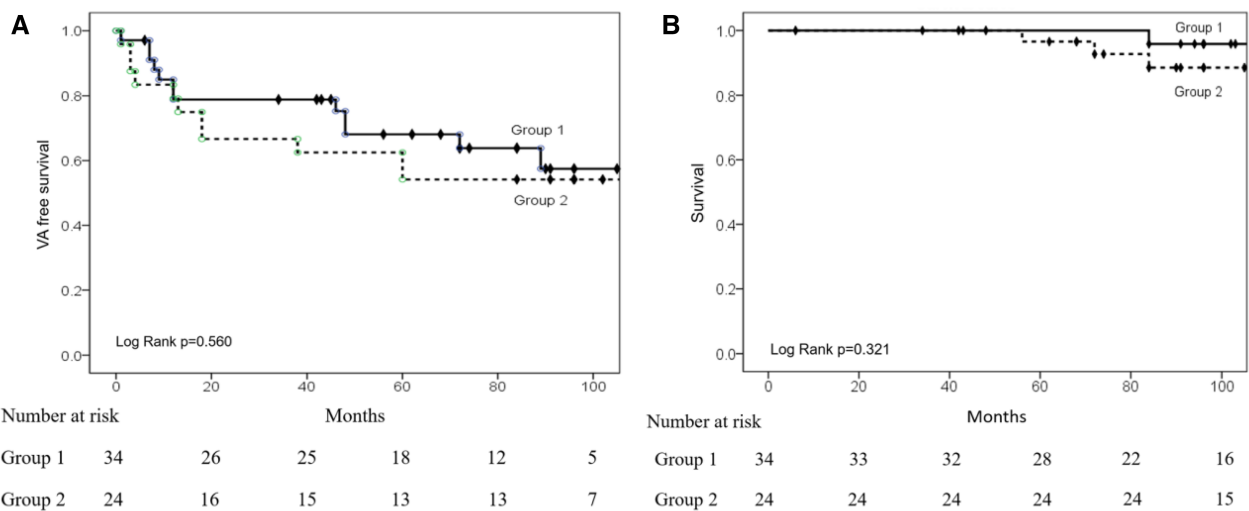 A
VA free survival
1.0
0.8
0.6
0.4
0.2
0.0
Group 1
Group 2
Log Rank p=0.560
0 20 40 60 80 100
Number at risk Months
Group 1 34 26 25 18 12 5
Group 2 24 16 15 13 13 7
B
Survival
1.0
0.8
0.6
0.4
0.2
0.0
Group 1
Group 2
Log Rank p=0.321
0 20 40 60 80 100
Number at risk Months
Group 1 34 33 32 28 22 16
Group 2 24 24 24 24 24 15